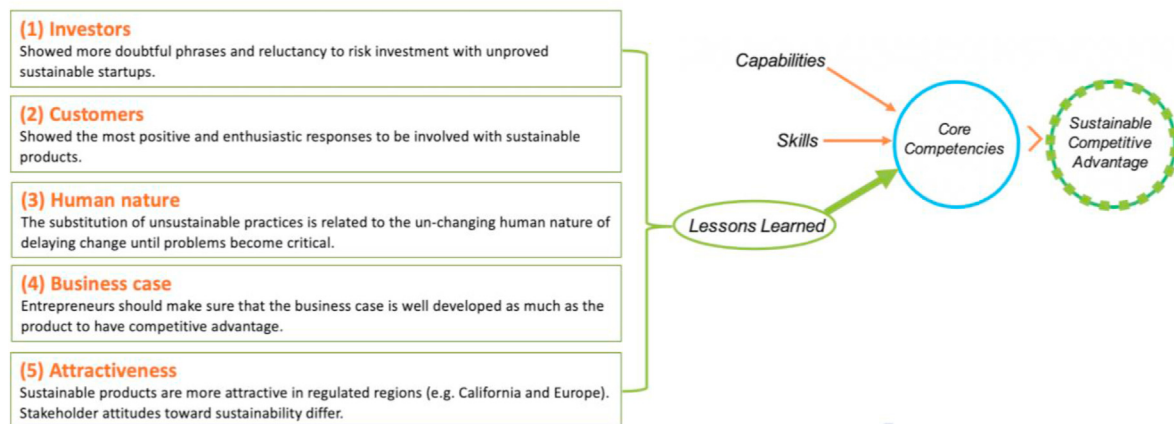 (1) Investors
Showed more doubtful phrases and reluctancy to risk investment with unproved
sustainable startups.
(2) Customers
Showed the most positive and enthusiastic responses to be involved with sustainable
products.
(3) Human nature
The substitution of unsustainable practices is related to the un-changing human nature of
delaying change until problems become critical.
(4) Business case
Entrepreneurs should make sure that the business case is well developed as much as the
product to have competitive advantage.
(5) Attractiveness
Sustainable products are more attractive in regulated regions (e.g. California and Europe).
Stakeholder attitudes toward sustainability differ.
Lessons Learned
Capabilities
Skills
Core
Competencies
Sustainable
Competitive
Advantage